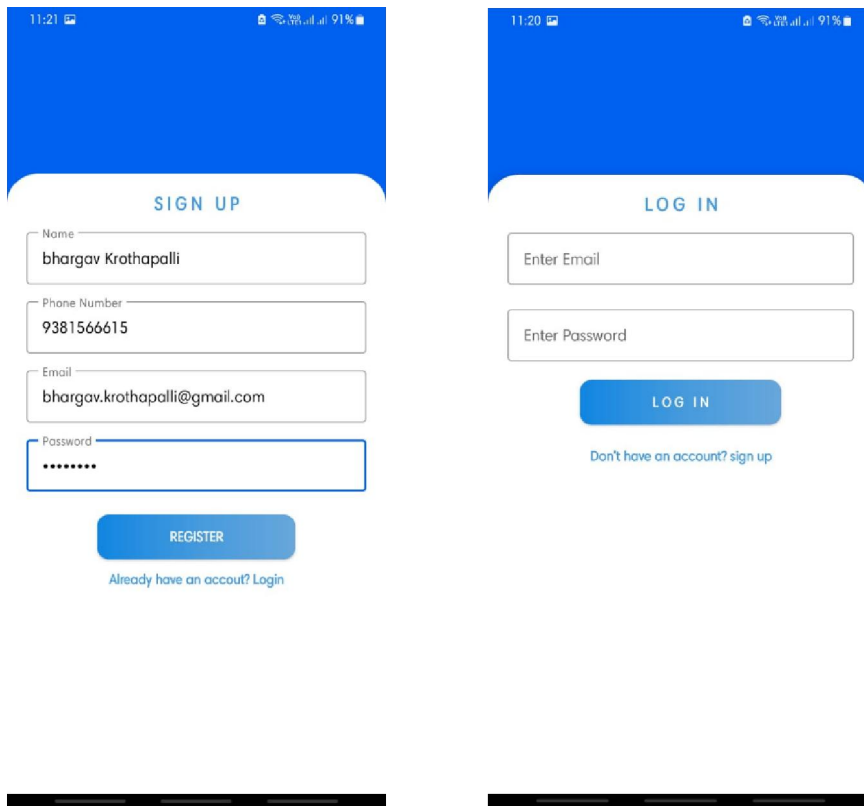 11:21
91%
SIGN UP
Name
bhargav Krothapalli
Phone Number
9381566615
Email
bhargav.krothapalli@gmail.com
Password
••••••••
REGISTER
Already have an accout? Login
11:20
91%
LOG IN
Enter Email
Enter Password
LOG IN
Don't have an account? sign up